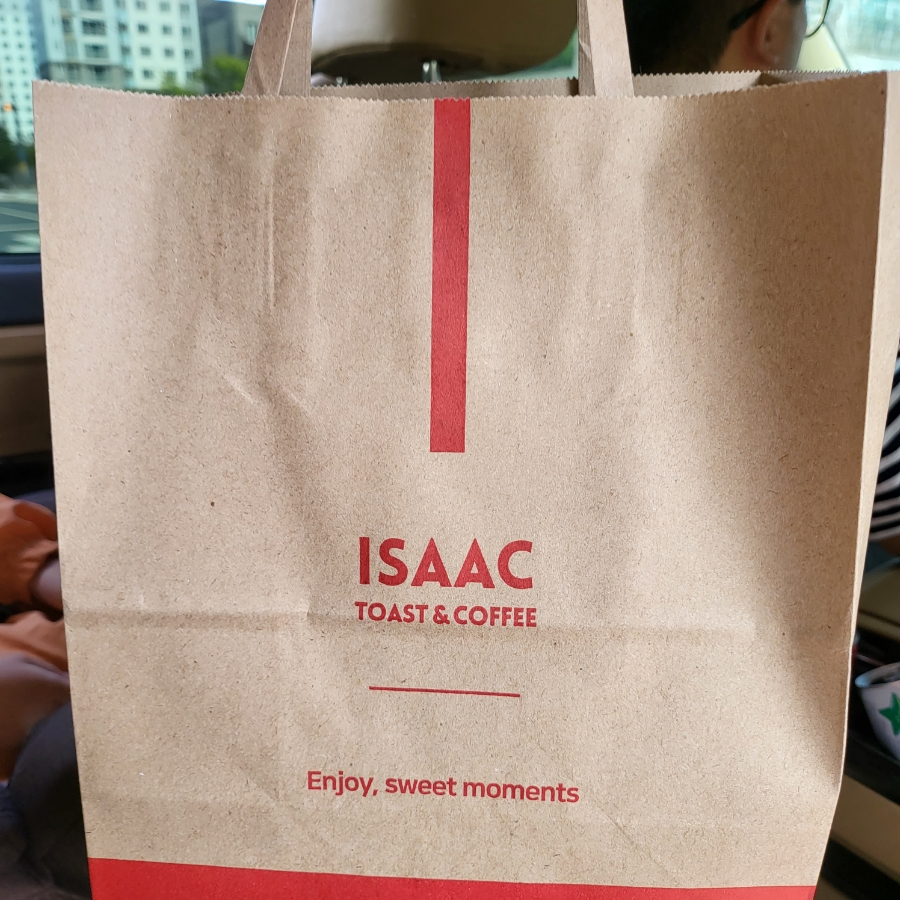 ISAAC
TOAST & COFFEE
Enjoy, sweet moments